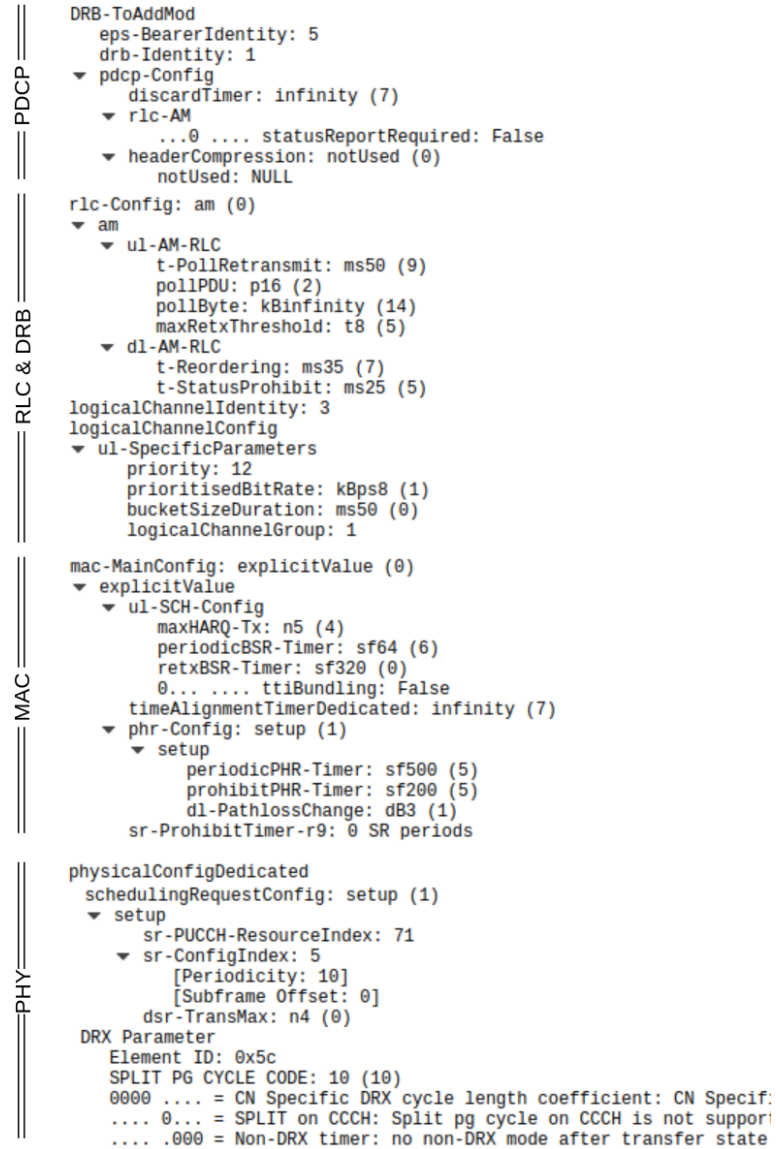 PDCP
DRB-ToAddMod
eps-BearerIdentity: 5
drb-Identity: 1
pdcp-Config
discardTimer: infinity (7)
rlc-AM
...0 .... statusReportRequired: False
headerCompression: notUsed (0)
notUsed: NULL
RLC & DRB
rlc-Config: am (0)
am
ul-AM-RLC
t-PollRetransmit: ms50 (9)
pollPDU: p16 (2)
pollByte: kBinfinity (14)
maxRetxThreshold: t8 (5)
dl-AM-RLC
t-Reordering: ms35 (7)
t-StatusProhibit: ms25 (5)
logicalChannelIdentity: 3
logicalChannelConfig
ul-SpecificParameters
priority: 12
prioritisedBitRate: kBps8 (1)
bucketSizeDuration: ms50 (0)
logicalChannelGroup: 1
MAC
mac-MainConfig: explicitValue (0)
explicitValue
ul-SCH-Config
maxHARQ-Tx: n5 (4)
periodicBSR-Timer: sf64 (6)
retxBSR-Timer: sf320 (0)
0... .... ttiBundling: False
timeAlignmentTimerDedicated: infinity (7)
phr-Config: setup (1)
setup
periodicPHR-Timer: sf500 (5)
prohibitPHR-Timer: sf200 (5)
dl-PathlossChange: dB3 (1)
sr-ProhibitTimer-r9: 0 SR periods
PHY
physicalConfigDedicated
schedulingRequestConfig: setup (1)
setup
sr-PUCCH-ResourceIndex: 71
sr-ConfigIndex: 5
[Periodicity: 10]
[Subframe Offset: 0]
dsr-TransMax: n4 (0)
DRX Parameter
Element ID: 0x5c
SPLIT PG CYCLE CODE: 10 (10)
0000 .... = CN Specific DRX cycle length coefficient: CN Specifi
.... 0... = SPLIT on CCCH: Split pg cycle on CCCH is not support
.... .000 = Non-DRX timer: no non-DRX mode after transfer state